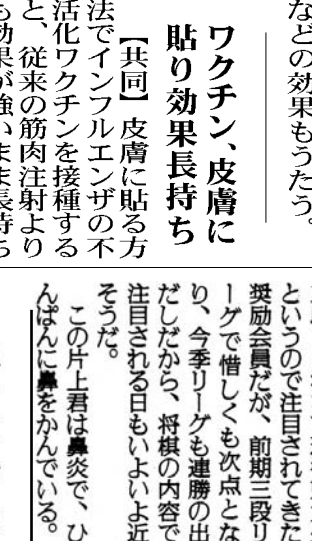 などの効果もうたう。
ワクチン、皮膚に
貼り効果長持ち
【共同】皮膚に貼る方
法でインフルエンザの不
活化ワクチンを接種する
と、従来の筋肉注射より
も効果が強いまま長持ち
というので注目されてきた
奨励会員だが、前期三段リ
ーグで惜しくも次点とな
り、今季リーグも連勝の出
だしだから、将棋の内容で
注目される日もいよいよ近
そうだ。
この片上君は鼻炎で、ひ
んぱんに鼻をかんでいる。